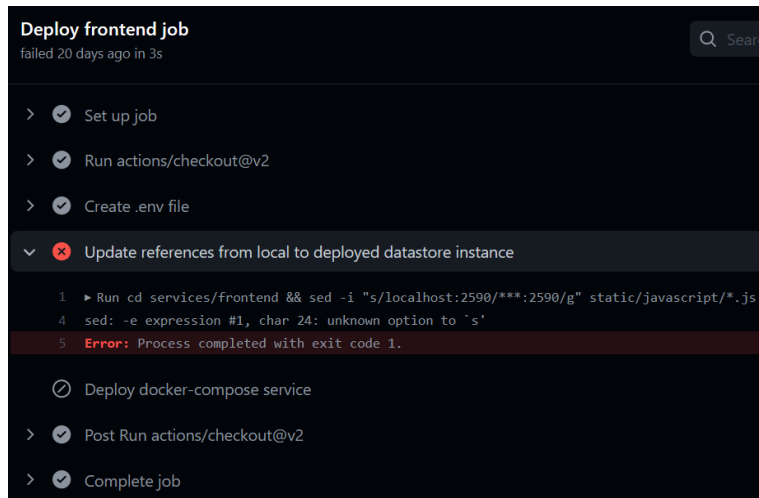 Deploy frontend job
failed 20 days ago in 3s
Sear
Set up job
Run actions/checkout@v2
Create .env file
Update references from local to deployed datastore instance
1 ▸ Run cd services/frontend && sed -i "s/localhost:2590/***:2590/g" static/javascript/*.js
4 sed: -e expression #1, char 24: unknown option to `s'
5 Error: Process completed with exit code 1.
Deploy docker-compose service
Post Run actions/checkout@v2
Complete job